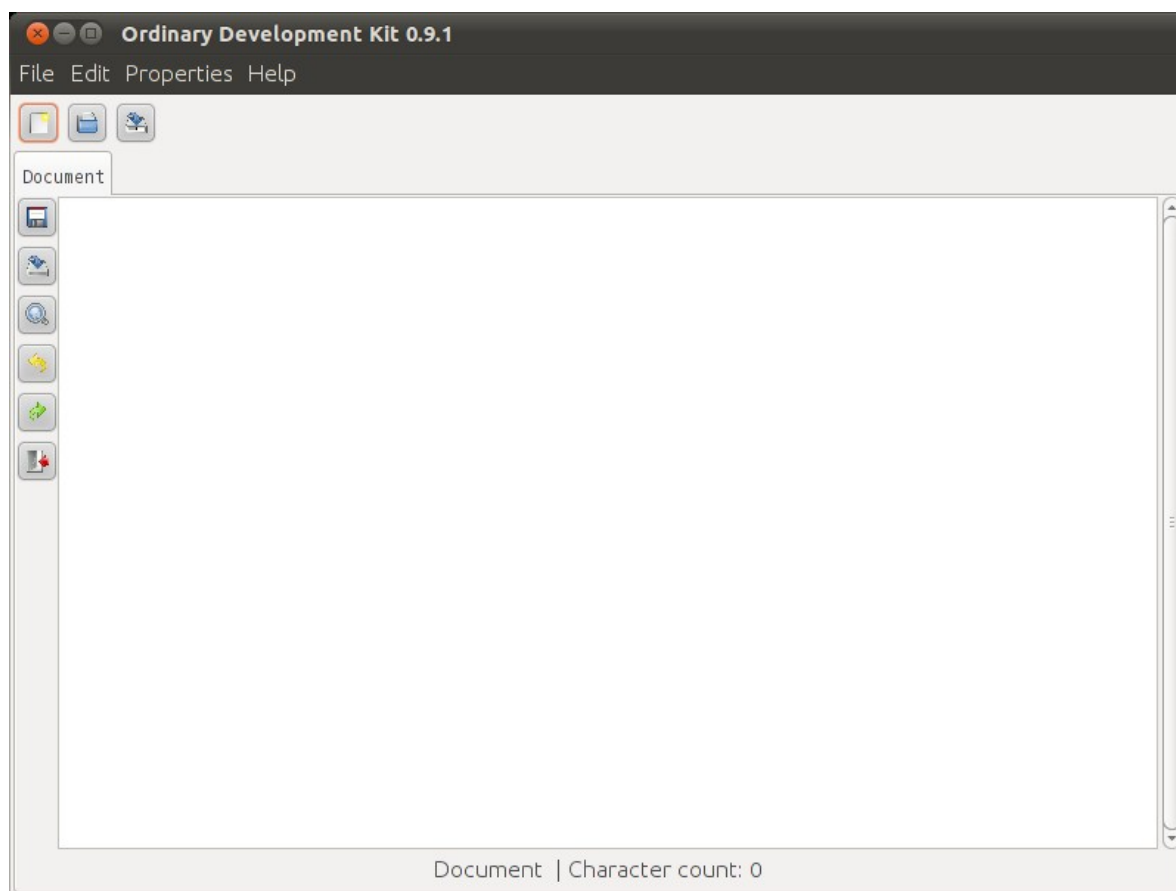 Ordinary Development Kit 0.9.1
File Edit Properties Help
Document
Document | Character count: 0